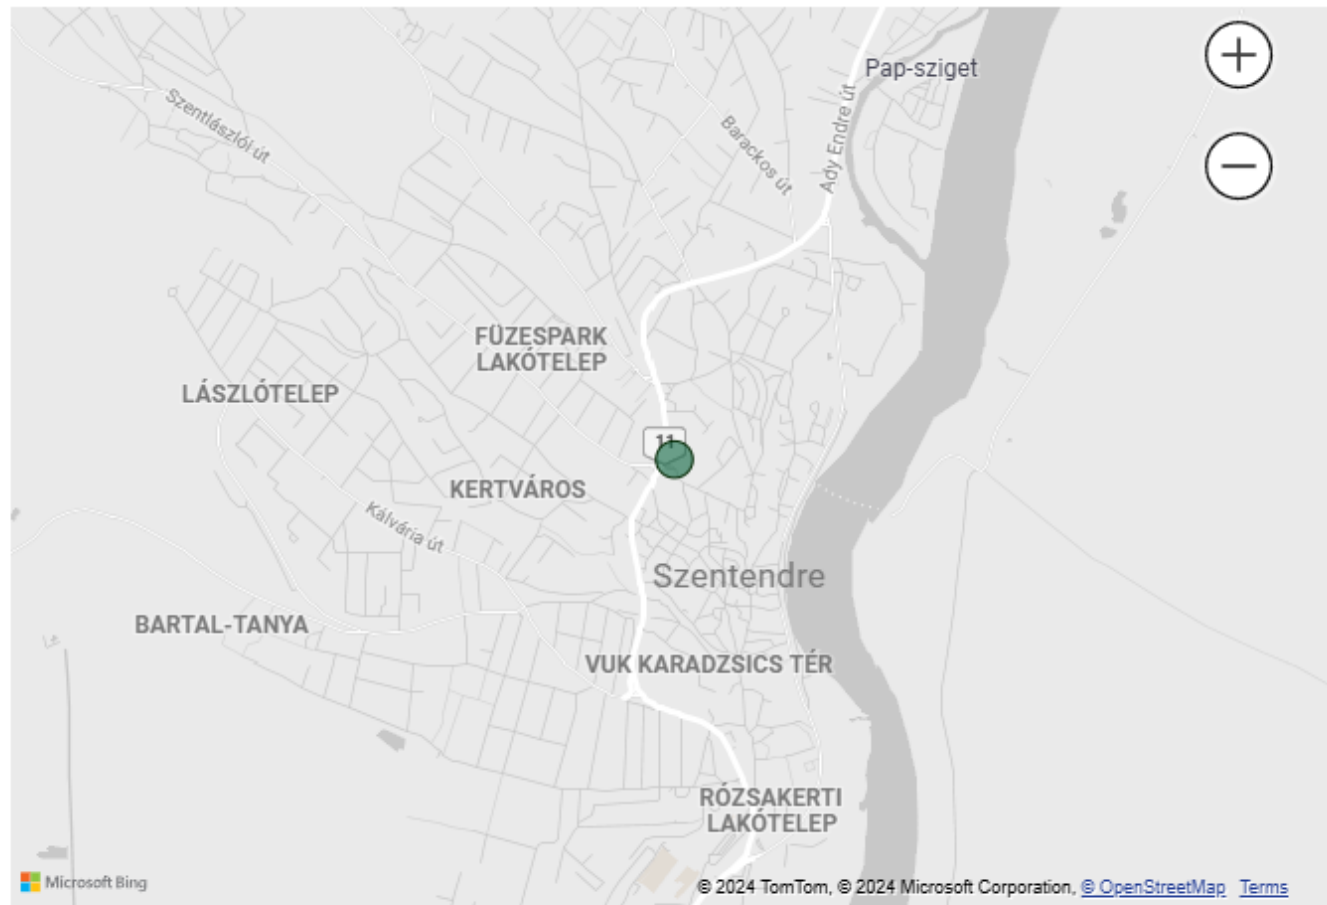 Pap-sziget
Szentlászlói út
Barackos út
Ady Endre út
FÜZESPARK
LAKÓTELEP
LÁSZLÓTELEP
11
KERTVÁROS
Kálvária út
Szentendre
BARTAL-TANYA
VUK KARADZSICS TÉR
RÓZSAKERTI
LAKÓTELEP
Microsoft Bing
© 2024 TomTom, © 2024 Microsoft Corporation, © OpenStreetMap Terms